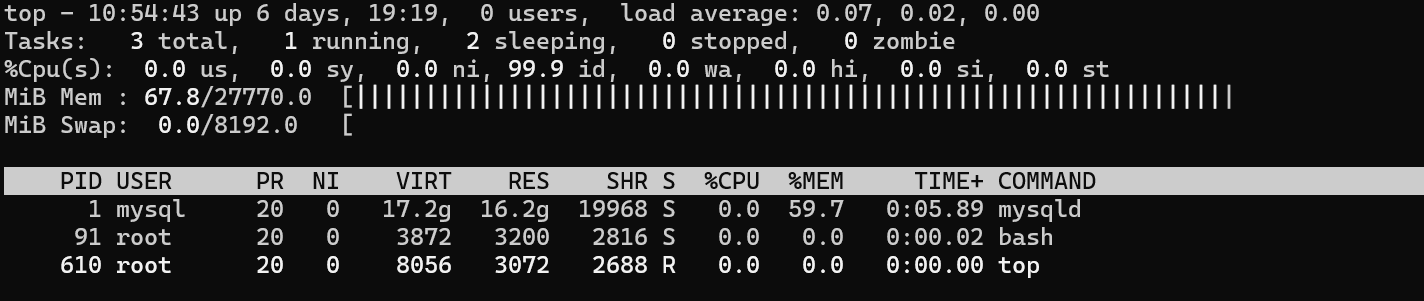 top - 10:54:43 up 6 days, 19:19,  0 users,  load average: 0.07, 0.02, 0.00
Tasks:   3 total,   1 running,   2 sleeping,   0 stopped,   0 zombie
%Cpu(s):  0.0 us,  0.0 sy,  0.0 ni, 99.9 id,  0.0 wa,  0.0 hi,  0.0 si,  0.0 st
MiB Mem : 67.8/27770.0  [|||||||||||||||||||||||||||||||||||||||||||||||||||||||||||||||
MiB Swap:  0.0/8192.0   [
    PID USER      PR  NI    VIRT    RES    SHR S  %CPU  %MEM     TIME+ COMMAND
      1 mysql     20   0   17.2g  16.2g  19968 S   0.0  59.7   0:05.89 mysqld
     91 root      20   0    3872   3200   2816 S   0.0   0.0   0:00.02 bash
    610 root      20   0    8056   3072   2688 R   0.0   0.0   0:00.00 top